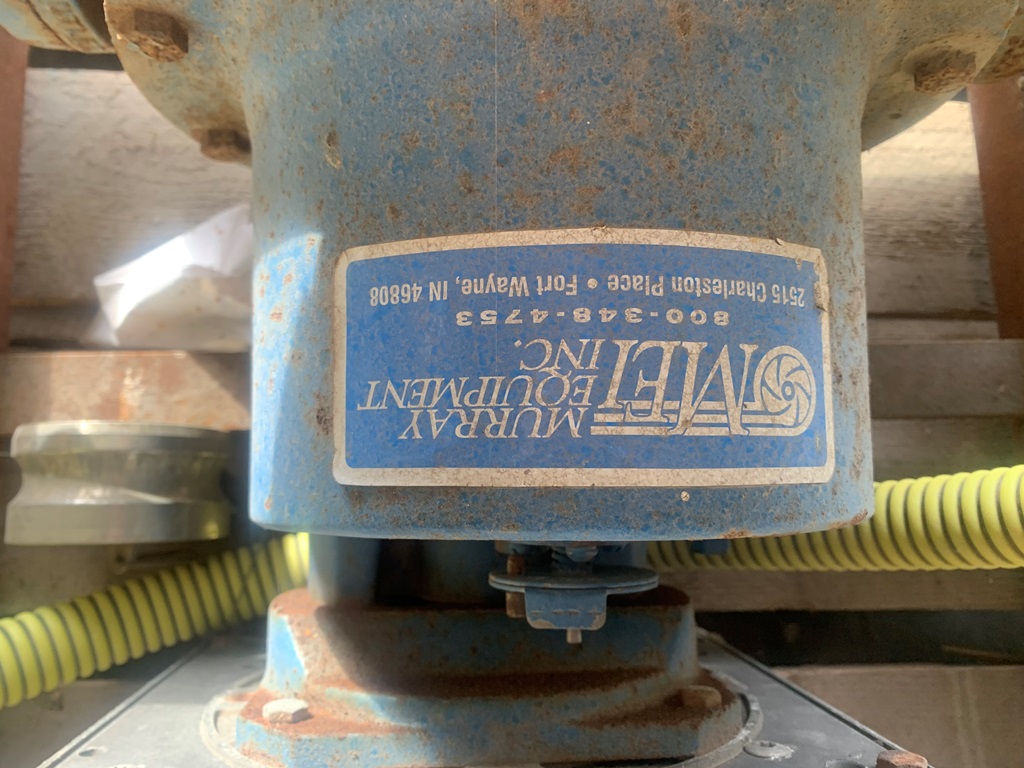 MEI MURRAY
EQUIPMENT
INC.
800-348-4753
2515 Charleston Place • Fort Wayne, IN 46808